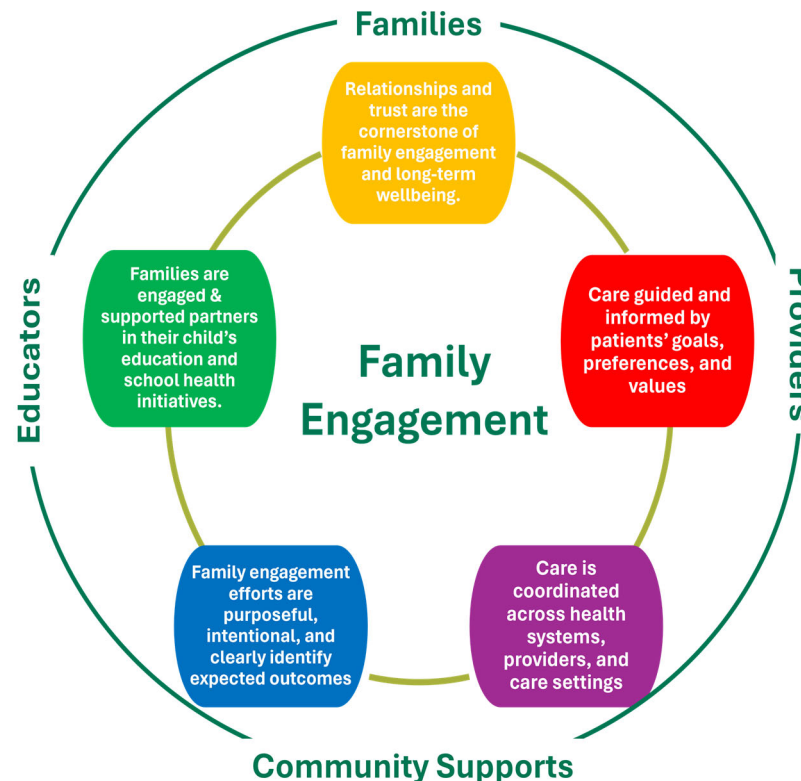 Families
Relationships and
trust are the
cornerstone of
family engagement
and long-term
wellbeing.
Families are
engaged &
supported partners
in their child's
education and
school health
initiatives.
Care guided and
informed by
patients' goals,
preferences, and
values
Educators
Providers
Family
Engagement
Family engagement
efforts are
purposeful,
intentional, and
clearly identify
expected outcomes
Care is
coordinated
across health
systems,
providers, and
care settings
Community Supports